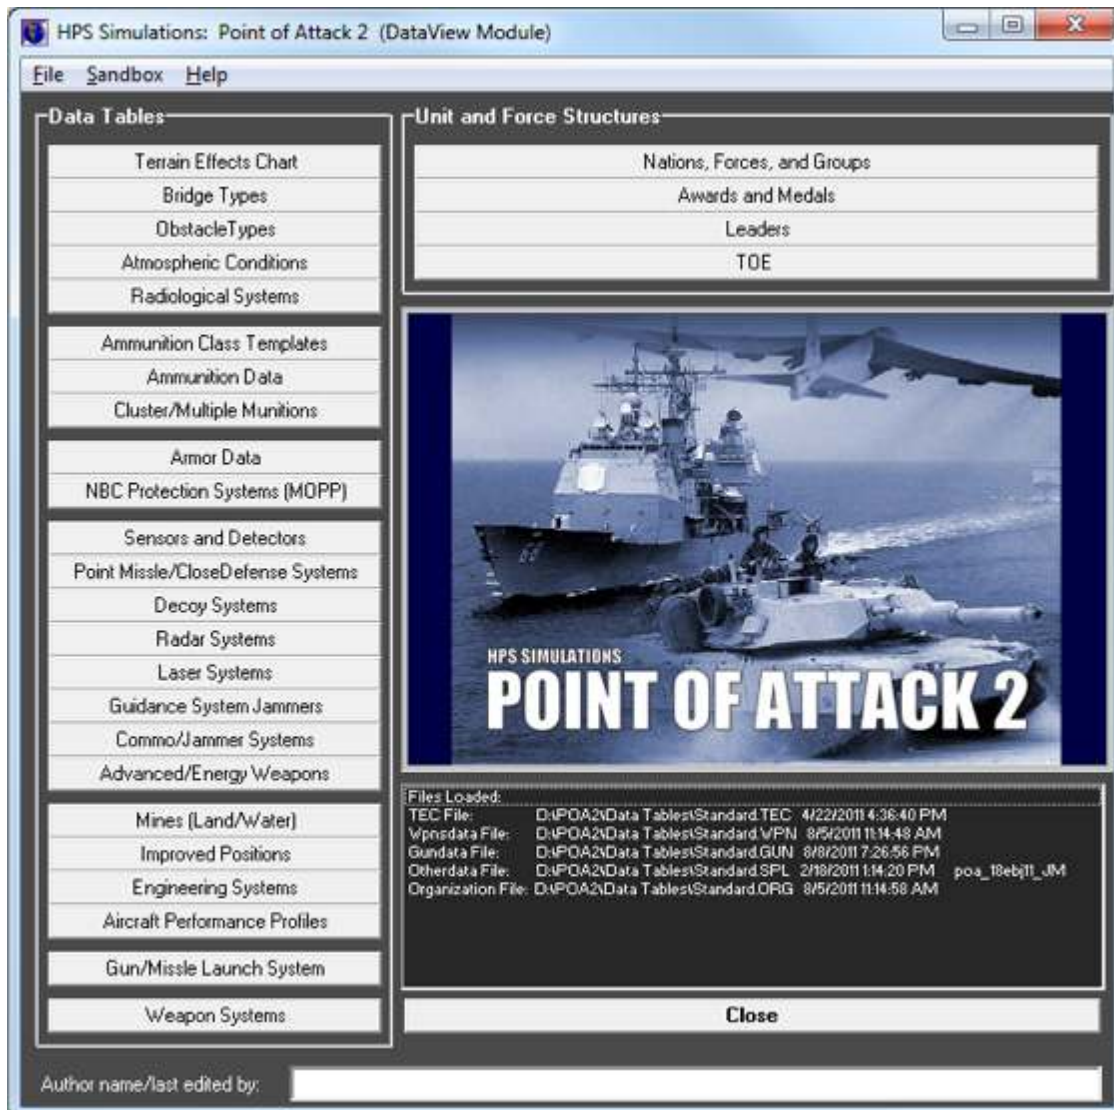 HPS Simulations: Point of Attack 2 (DataView Module)
File Sandbox Help
Data Tables
Terrain Effects Chart
Bridge Types
ObstacleTypes
Atmospheric Conditions
Radiological Systems
Ammunition Class Templates
Ammunition Data
Cluster/Multiple Munitions
Armor Data
NBC Protection Systems (MOPP)
Sensors and Detectors
Point Missle/CloseDefense Systems
Decoy Systems
Radar Systems
Laser Systems
Guidance System Jammers
Commo/Jammer Systems
Advanced/Energy Weapons
Mines (Land/Water)
Improved Positions
Engineering Systems
Aircraft Performance Profiles
Gun/Missle Launch System
Weapon Systems
Unit and Force Structures
Nations, Forces, and Groups
Awards and Medals
Leaders
TOE
HPS SIMULATIONS
POINT OF ATTACK 2
Files Loaded:
TEC File: D:\POA2\Data Tables\Standard.TEC 4/22/2011 4:36:40 PM
Wpnsdata File: D:\POA2\Data Tables\Standard.WPN 8/5/2011 11:14:48 AM
Gundata File: D:\POA2\Data Tables\Standard.GUN 8/8/2011 7:26:56 PM
Otherdata File: D:\POA2\Data Tables\Standard.SPL 2/18/2011 1:14:20 PM poa_18ebj11_JM
Organization File: D:\POA2\Data Tables\Standard.ORG 8/5/2011 11:14:58 AM
Close
Author name/last edited by: